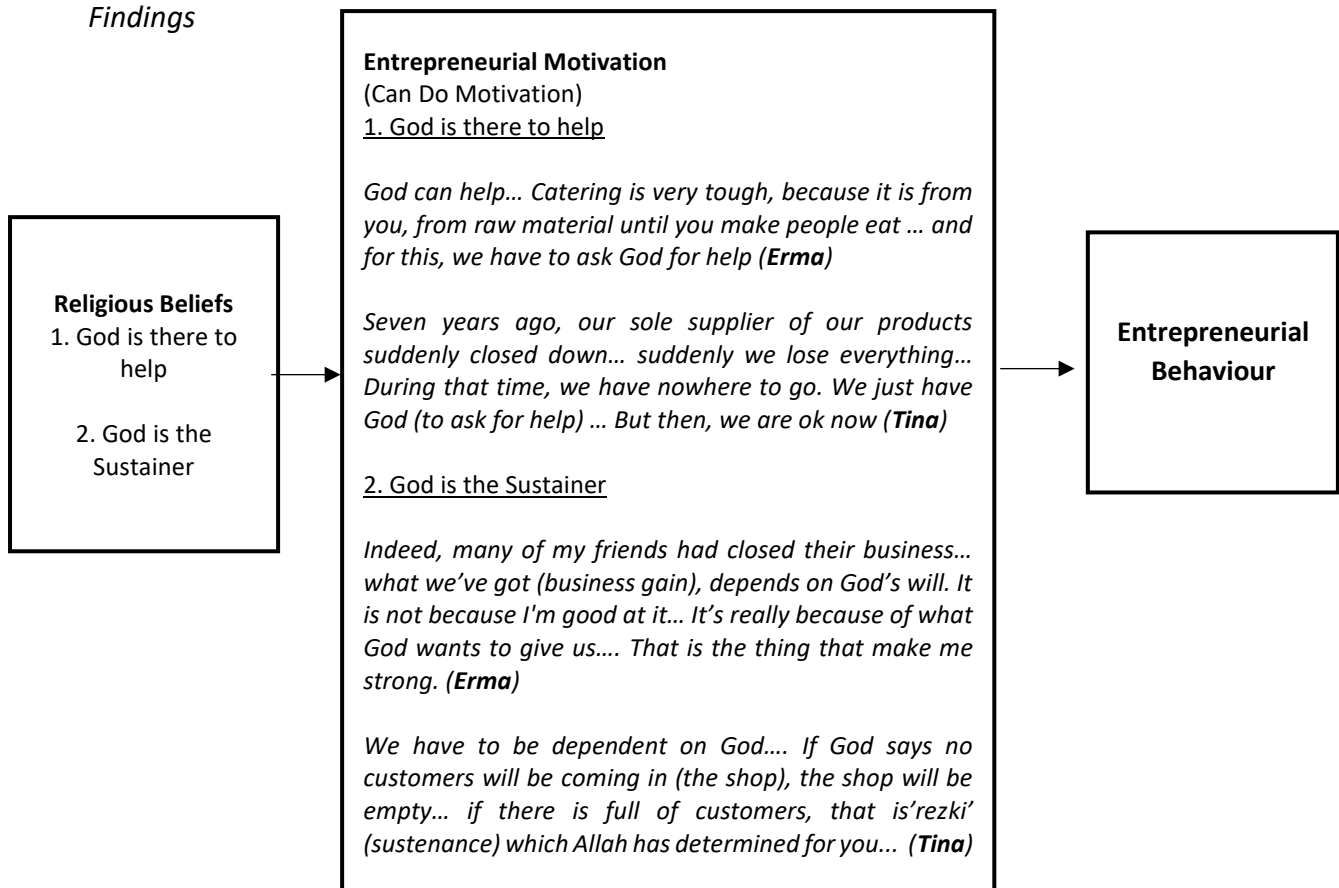 Findings
Religious Beliefs
1. God is there to
help
2. God is the
Sustainer
Entrepreneurial Motivation
(Can Do Motivation)
1. God is there to help
God can help… Catering is very tough, because it is from
you, from raw material until you make people eat … and
for this, we have to ask God for help (Erma)
Seven years ago, our sole supplier of our products
suddenly closed down… suddenly we lose everything…
During that time, we have nowhere to go. We just have
God (to ask for help) … But then, we are ok now (Tina)
2. God is the Sustainer
Indeed, many of my friends had closed their business…
what we’ve got (business gain), depends on God’s will. It
is not because I'm good at it… It’s really because of what
God wants to give us…. That is the thing that make me
strong. (Erma)
We have to be dependent on God…. If God says no
customers will be coming in (the shop), the shop will be
empty… if there is full of customers, that is’rezki’
(sustenance) which Allah has determined for you... (Tina)
Entrepreneurial
Behaviour